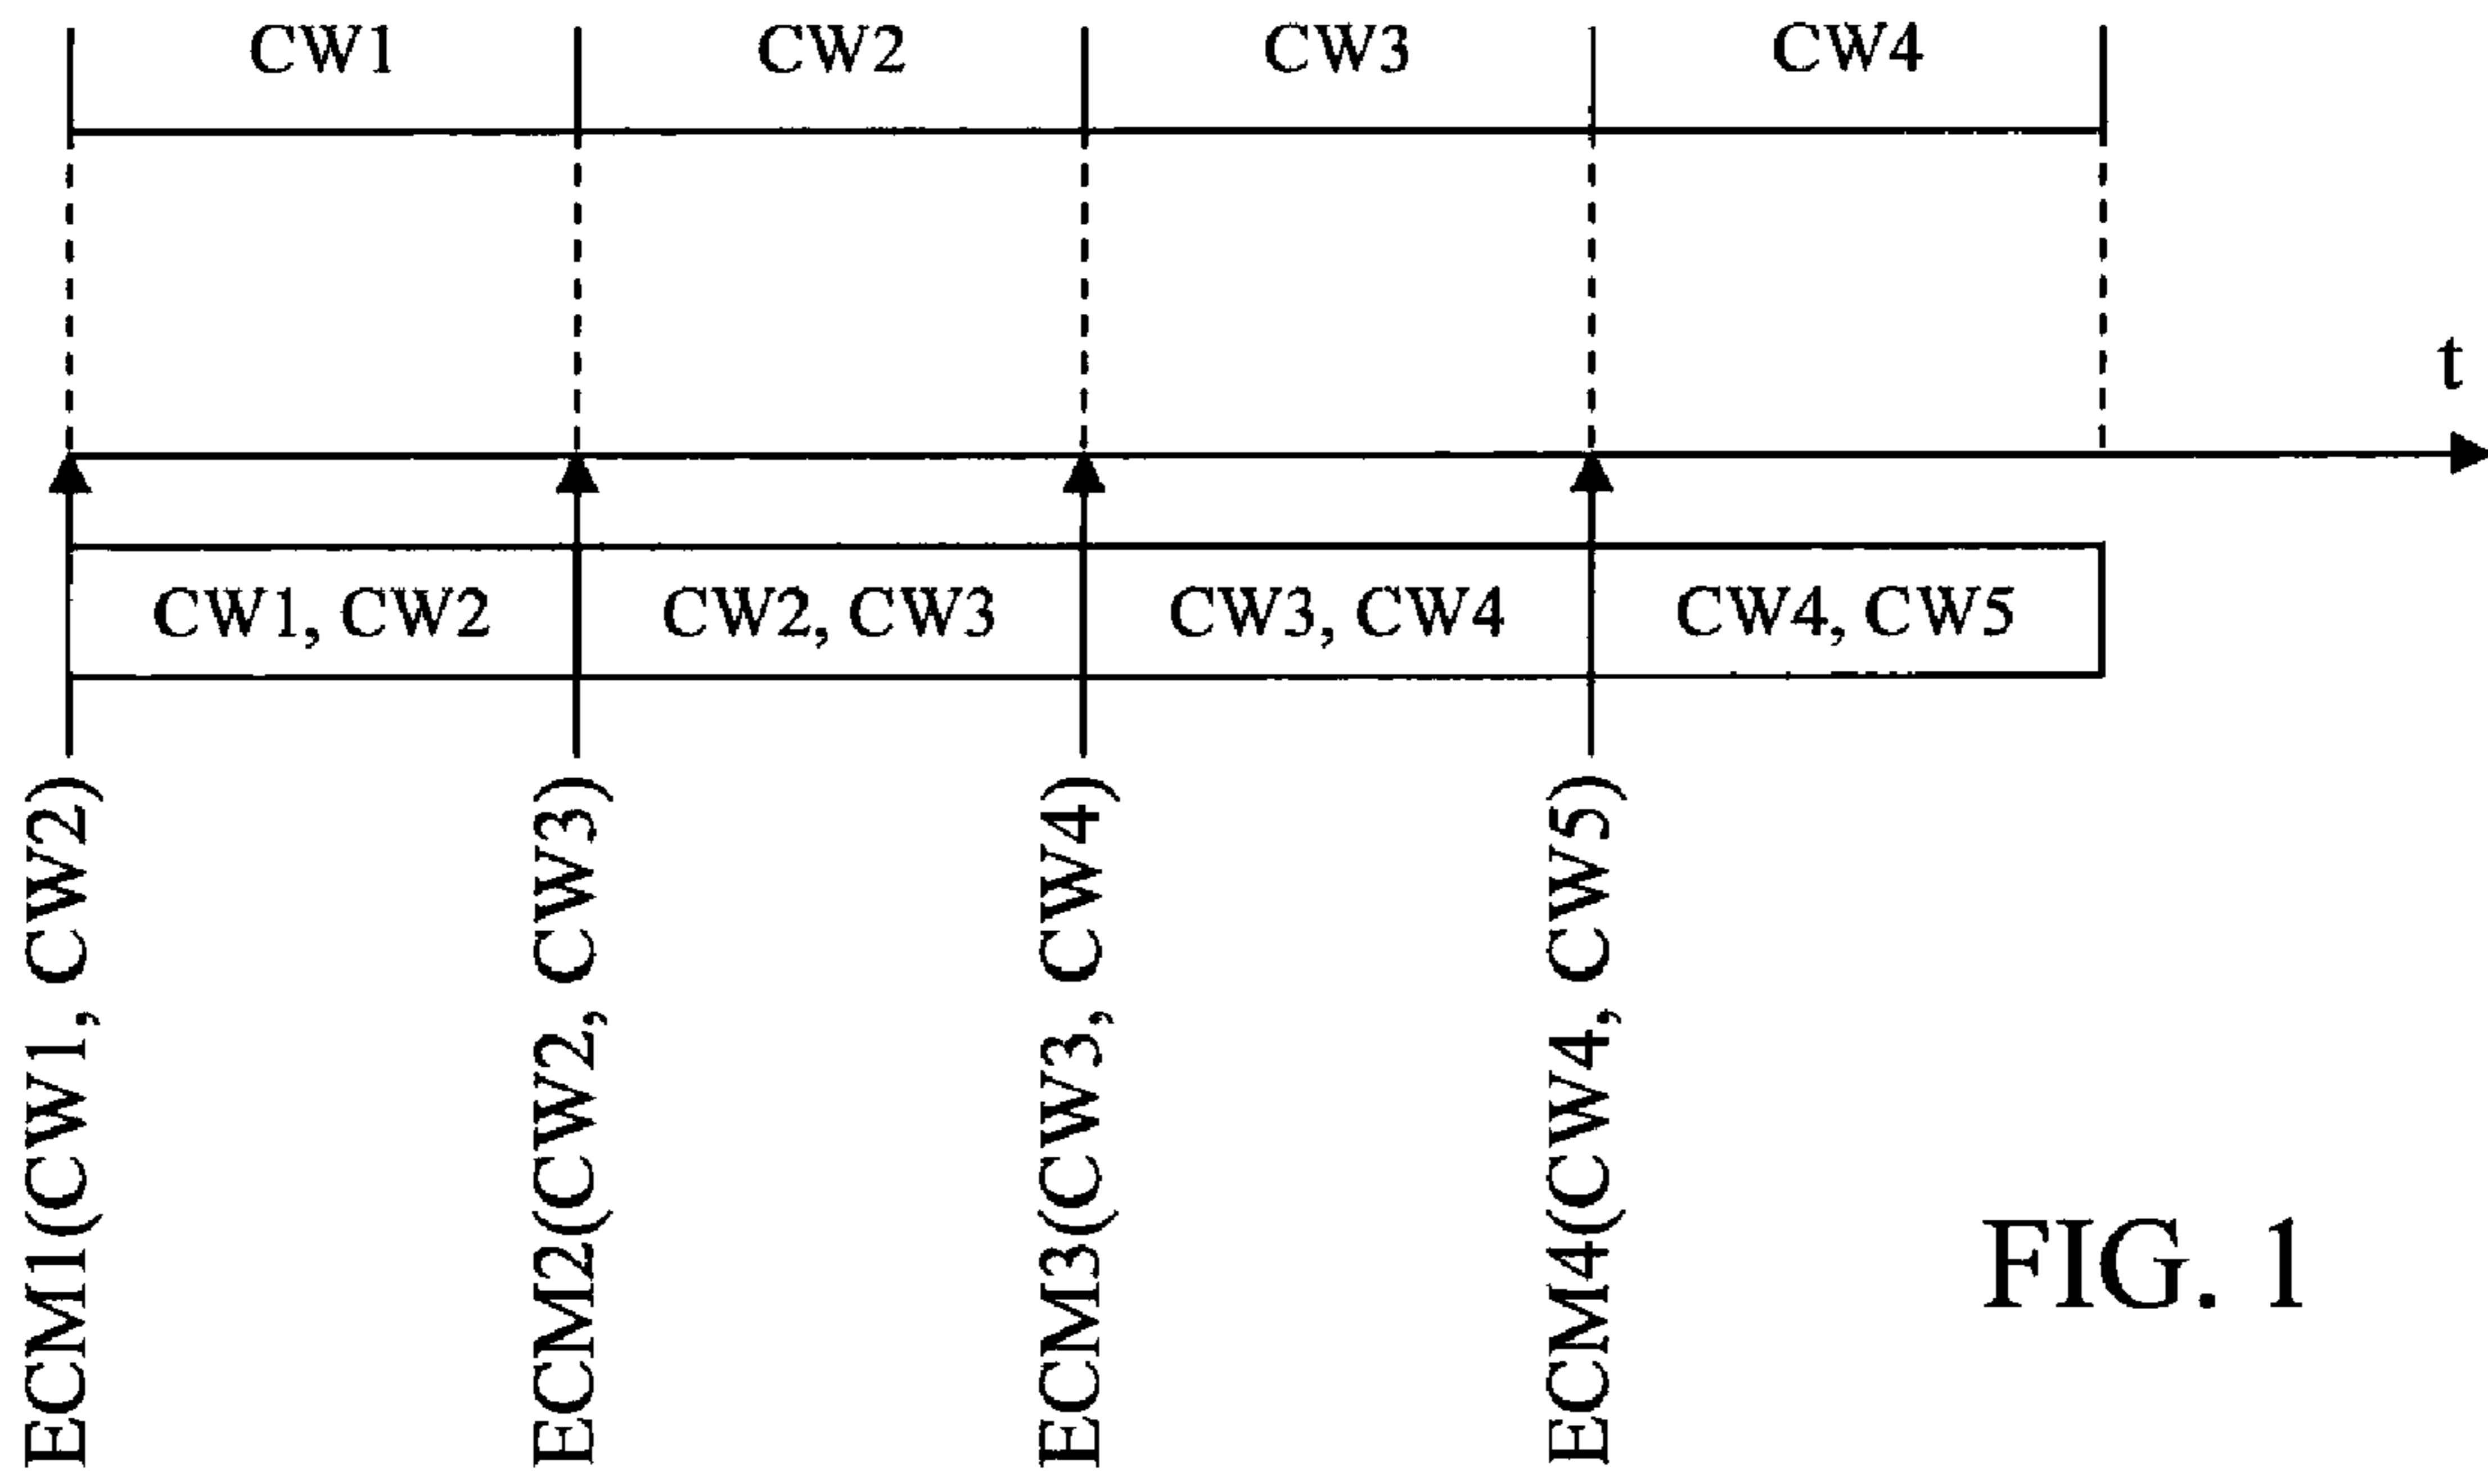 CW1
CW2
CW3
CW4
t
CW1, CW2
CW2, CW3
CW3, CW4
CW4, CW5
ECM1(CW1, CW2)
ECM2(CW2, CW3)
ECM3(CW3, CW4)
ECM4(CW4, CW5)
FIG. 1